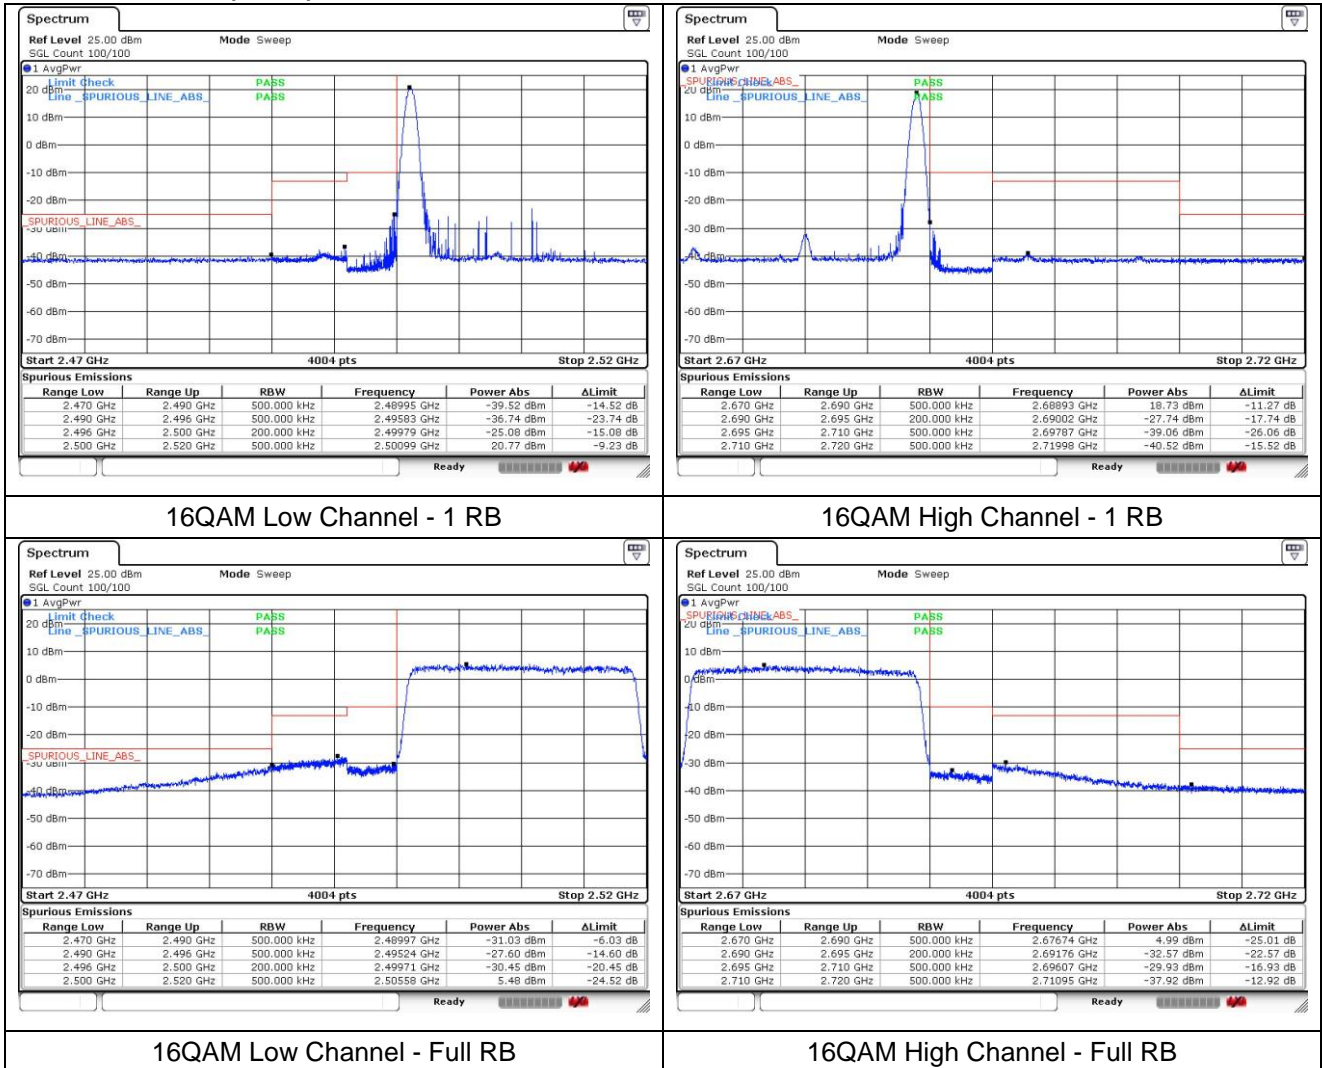 Spectrum
Ref Level 25.00 dBm Mode Sweep
SGL Count 100/100
1 AvgPwr
Limit Check PASS
Line _SPURIOUS_LINE_ABS_ PASS
20 dBm
10 dBm
0 dBm
-10 dBm
-20 dBm
_SPURIOUS_LINE_ABS_
-30 dBm
-40 dBm
-50 dBm
-60 dBm
-70 dBm
Start 2.47 GHz 4004 pts Stop 2.52 GHz
Spurious Emissions
Range Low Range Up RBW Frequency Power Abs ΔLimit
2.470 GHz 2.490 GHz 500.000 kHz 2.48995 GHz -39.52 dBm -14.52 dB
2.490 GHz 2.496 GHz 500.000 kHz 2.49583 GHz -36.74 dBm -23.74 dB
2.496 GHz 2.500 GHz 200.000 kHz 2.49979 GHz -25.08 dBm -15.08 dB
2.500 GHz 2.520 GHz 500.000 kHz 2.50099 GHz 20.77 dBm -9.23 dB
Ready
16QAM Low Channel - 1 RB
Spectrum
Ref Level 25.00 dBm Mode Sweep
SGL Count 100/100
1 AvgPwr
_SPURIOUS_LINE_ABS_
Limit Check PASS
Line _SPURIOUS_LINE_ABS_ PASS
20 dBm
10 dBm
0 dBm
-10 dBm
-20 dBm
-30 dBm
-40 dBm
-50 dBm
-60 dBm
-70 dBm
Start 2.67 GHz 4004 pts Stop 2.72 GHz
Spurious Emissions
Range Low Range Up RBW Frequency Power Abs ΔLimit
2.670 GHz 2.690 GHz 500.000 kHz 2.68893 GHz 18.73 dBm -11.27 dB
2.690 GHz 2.695 GHz 200.000 kHz 2.69002 GHz -27.74 dBm -17.74 dB
2.695 GHz 2.710 GHz 500.000 kHz 2.69787 GHz -39.06 dBm -26.06 dB
2.710 GHz 2.720 GHz 500.000 kHz 2.71998 GHz -40.52 dBm -15.52 dB
Ready
16QAM High Channel - 1 RB
Spectrum
Ref Level 25.00 dBm Mode Sweep
SGL Count 100/100
1 AvgPwr
Limit Check PASS
Line _SPURIOUS_LINE_ABS_ PASS
20 dBm
10 dBm
0 dBm
-10 dBm
-20 dBm
_SPURIOUS_LINE_ABS_
-30 dBm
-40 dBm
-50 dBm
-60 dBm
-70 dBm
Start 2.47 GHz 4004 pts Stop 2.52 GHz
Spurious Emissions
Range Low Range Up RBW Frequency Power Abs ΔLimit
2.470 GHz 2.490 GHz 500.000 kHz 2.48997 GHz -31.03 dBm -6.03 dB
2.490 GHz 2.496 GHz 500.000 kHz 2.49524 GHz -27.60 dBm -14.60 dB
2.496 GHz 2.500 GHz 200.000 kHz 2.49971 GHz -30.45 dBm -20.45 dB
2.500 GHz 2.520 GHz 500.000 kHz 2.50558 GHz 5.48 dBm -24.52 dB
Ready
16QAM Low Channel - Full RB
Spectrum
Ref Level 25.00 dBm Mode Sweep
SGL Count 100/100
1 AvgPwr
_SPURIOUS_LINE_ABS_
Limit Check PASS
Line _SPURIOUS_LINE_ABS_ PASS
20 dBm
10 dBm
0 dBm
-10 dBm
-20 dBm
-30 dBm
-40 dBm
-50 dBm
-60 dBm
-70 dBm
Start 2.67 GHz 4004 pts Stop 2.72 GHz
Spurious Emissions
Range Low Range Up RBW Frequency Power Abs ΔLimit
2.670 GHz 2.690 GHz 500.000 kHz 2.67674 GHz 4.99 dBm -25.01 dB
2.690 GHz 2.695 GHz 200.000 kHz 2.69176 GHz -32.57 dBm -22.57 dB
2.695 GHz 2.710 GHz 500.000 kHz 2.69607 GHz -29.93 dBm -16.93 dB
2.710 GHz 2.720 GHz 500.000 kHz 2.71095 GHz -37.92 dBm -12.92 dB
Ready
16QAM High Channel - Full RB